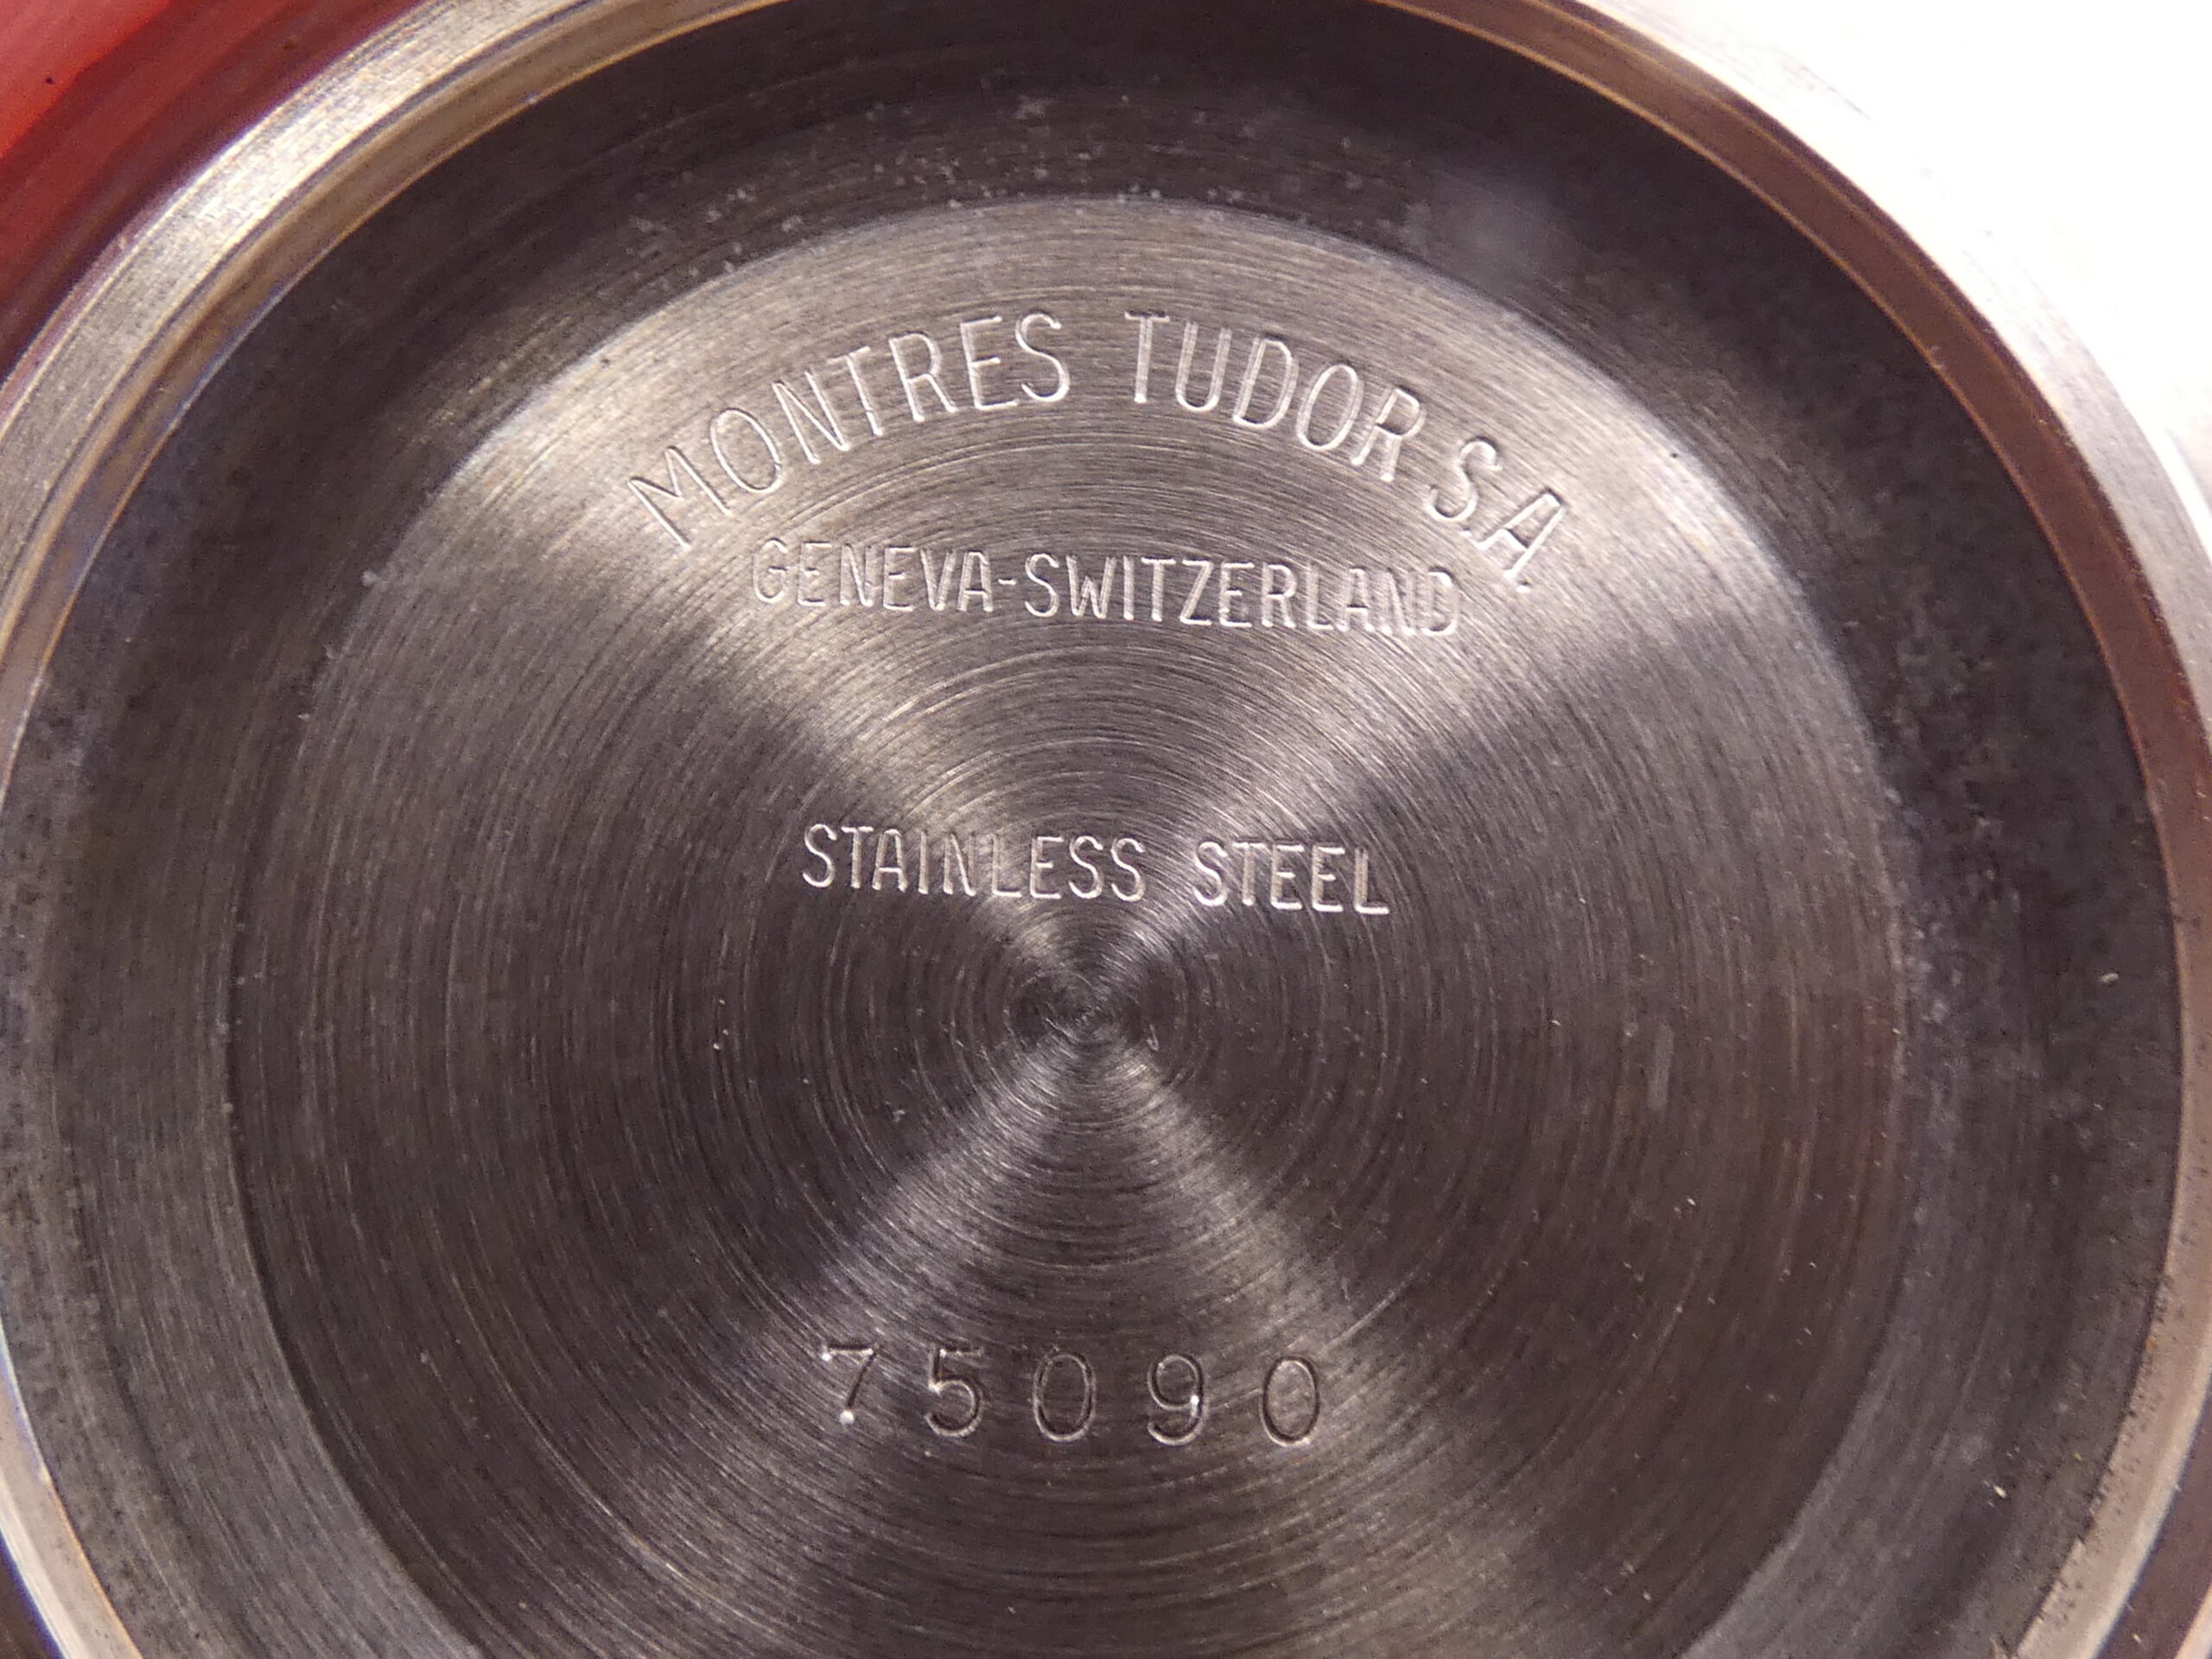 MONTRES TUDOR S.A.
GENEVA-SWITZERLAND
STAINLESS STEEL
75090